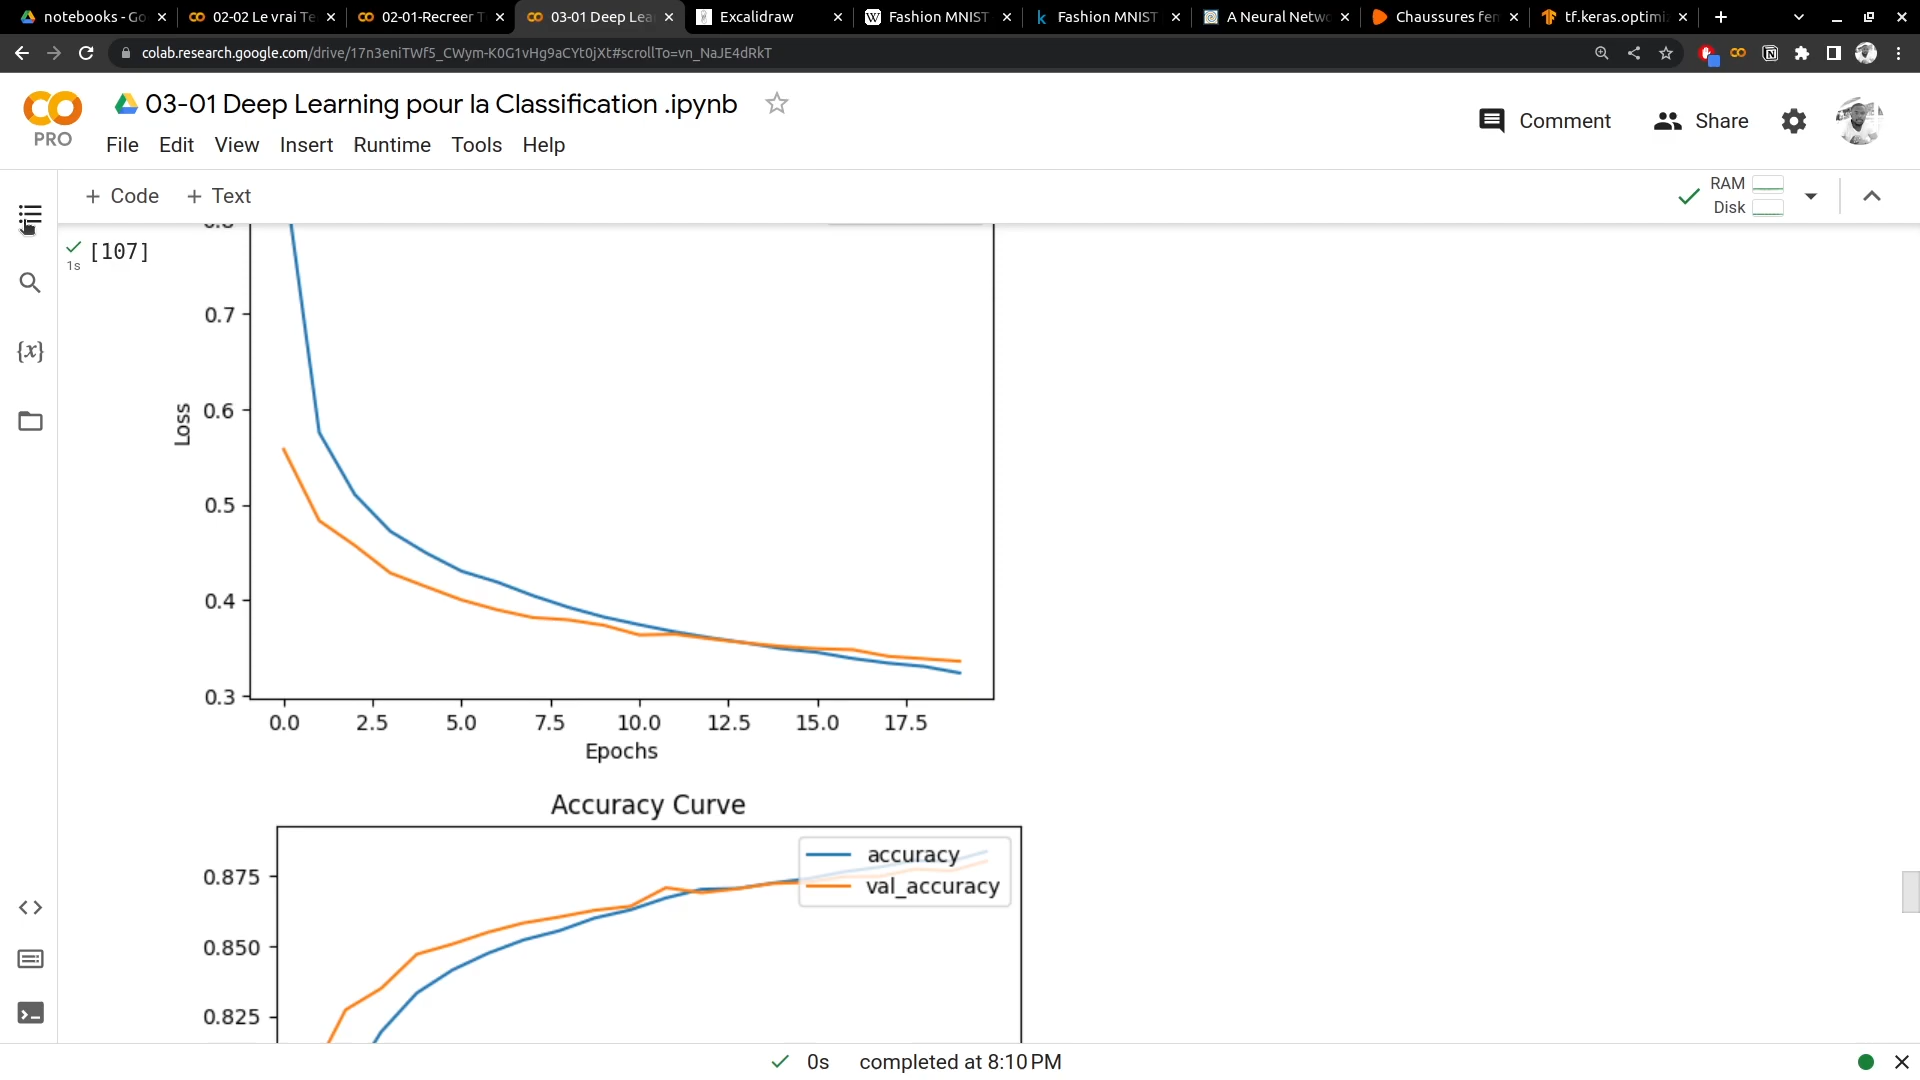 notebooks - Go
02-02 Le vrai Te
02-01-Recreer T
03-01 Deep Lea
Excalidraw
Fashion MNIST
Fashion MNIST
A Neural Netwo
Chaussures fem
tf.keras.optimi
colab.research.google.com/drive/17n3eniTWf5_CWym-K0G1vHg9aCYt0jXt#scrollTo=vn_NaJE4dRkT
PRO
03-01 Deep Learning pour la Classification .ipynb
File Edit View Insert Runtime Tools Help
Comment
Share
+ Code + Text
RAM
Disk
[107]
1s
{x}
0.7
0.6
0.5
0.4
0.3
Loss
0.0 2.5 5.0 7.5 10.0 12.5 15.0 17.5
Epochs
Accuracy Curve
accuracy
val_accuracy
0.875
0.850
0.825
0s completed at 8:10 PM